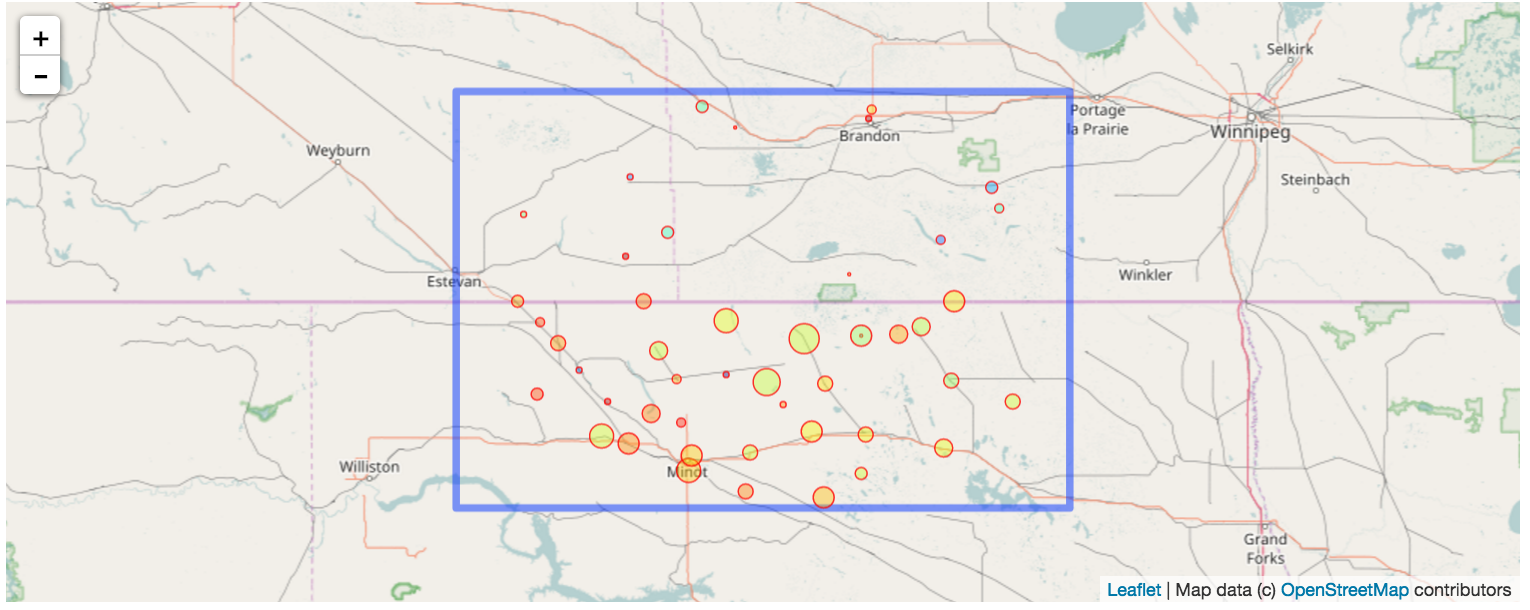 +
−
Selkirk
Portage
la Prairie
Winnipeg
Brandon
Weyburn
Steinbach
Winkler
Estevan
Williston
Minot
Grand
Forks
Leaflet | Map data (c) OpenStreetMap contributors